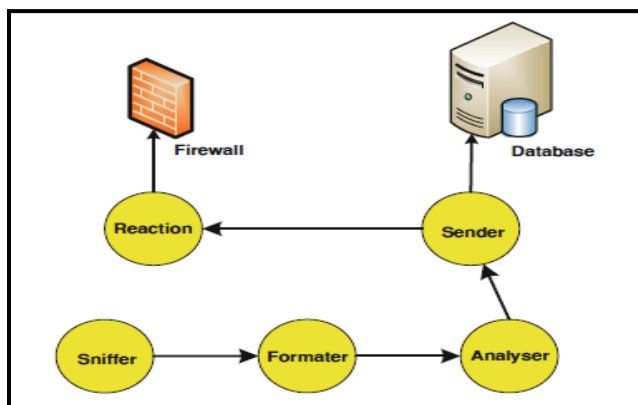 Firewall
Database
Reaction
Sender
Sniffer
Formater
Analyser